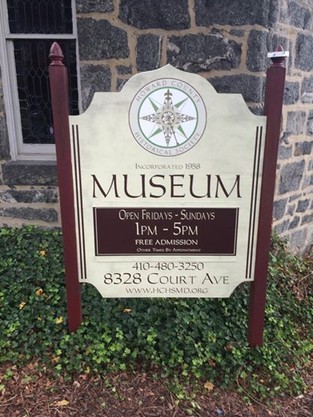 HOWARD COUNTY
HISTORICAL SOCIETY
INCORPORATED 1958
MUSEUM
OPEN FRIDAYS - SUNDAYS
1PM - 5PM
FREE ADMISSION
OTHER TIMES BY APPOINTMENT
410-480-3250
8328 COURT AVE
WWW.HCHSMD.ORG